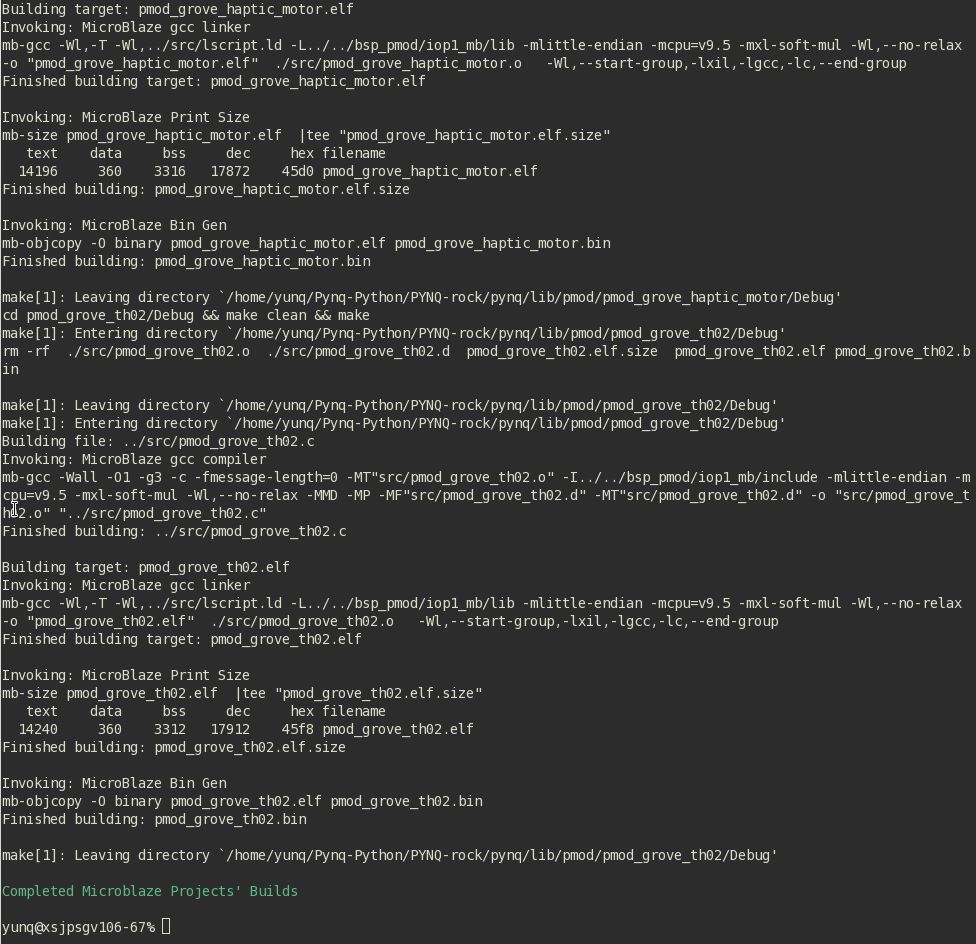 Building target: pmod_grove_haptic_motor.elf
Invoking: MicroBlaze gcc linker
mb-gcc -Wl,-T -Wl,../src/lscript.ld -L../../bsp_pmod/iop1_mb/lib -mlittle-endian -mcpu=v9.5 -mxl-soft-mul -Wl,--no-relax
-o "pmod_grove_haptic_motor.elf"  ./src/pmod_grove_haptic_motor.o   -Wl,--start-group,-lxil,-lgcc,-lc,--end-group
Finished building target: pmod_grove_haptic_motor.elf

Invoking: MicroBlaze Print Size
mb-size pmod_grove_haptic_motor.elf  |tee "pmod_grove_haptic_motor.elf.size"
   text    data     bss     dec     hex filename
  14196     360    3316   17872    45d0 pmod_grove_haptic_motor.elf
Finished building: pmod_grove_haptic_motor.elf.size

Invoking: MicroBlaze Bin Gen
mb-objcopy -O binary pmod_grove_haptic_motor.elf pmod_grove_haptic_motor.bin
Finished building: pmod_grove_haptic_motor.bin

make[1]: Leaving directory `/home/yunq/Pynq-Python/PYNQ-rock/pynq/lib/pmod/pmod_grove_haptic_motor/Debug'
cd pmod_grove_th02/Debug && make clean && make
make[1]: Entering directory `/home/yunq/Pynq-Python/PYNQ-rock/pynq/lib/pmod/pmod_grove_th02/Debug'
rm -rf  ./src/pmod_grove_th02.o  ./src/pmod_grove_th02.d  pmod_grove_th02.elf.size  pmod_grove_th02.elf pmod_grove_th02.b
in

make[1]: Leaving directory `/home/yunq/Pynq-Python/PYNQ-rock/pynq/lib/pmod/pmod_grove_th02/Debug'
make[1]: Entering directory `/home/yunq/Pynq-Python/PYNQ-rock/pynq/lib/pmod/pmod_grove_th02/Debug'
Building file: ../src/pmod_grove_th02.c
Invoking: MicroBlaze gcc compiler
mb-gcc -Wall -O1 -g3 -c -fmessage-length=0 -MT"src/pmod_grove_th02.o" -I../../bsp_pmod/iop1_mb/include -mlittle-endian -m
cpu=v9.5 -mxl-soft-mul -Wl,--no-relax -MMD -MP -MF"src/pmod_grove_th02.d" -MT"src/pmod_grove_th02.d" -o "src/pmod_grove_t
h02.o" "../src/pmod_grove_th02.c"
Finished building: ../src/pmod_grove_th02.c

Building target: pmod_grove_th02.elf
Invoking: MicroBlaze gcc linker
mb-gcc -Wl,-T -Wl,../src/lscript.ld -L../../bsp_pmod/iop1_mb/lib -mlittle-endian -mcpu=v9.5 -mxl-soft-mul -Wl,--no-relax
-o "pmod_grove_th02.elf"  ./src/pmod_grove_th02.o   -Wl,--start-group,-lxil,-lgcc,-lc,--end-group
Finished building target: pmod_grove_th02.elf

Invoking: MicroBlaze Print Size
mb-size pmod_grove_th02.elf  |tee "pmod_grove_th02.elf.size"
   text    data     bss     dec     hex filename
  14240     360    3312   17912    45f8 pmod_grove_th02.elf
Finished building: pmod_grove_th02.elf.size

Invoking: MicroBlaze Bin Gen
mb-objcopy -O binary pmod_grove_th02.elf pmod_grove_th02.bin
Finished building: pmod_grove_th02.bin

make[1]: Leaving directory `/home/yunq/Pynq-Python/PYNQ-rock/pynq/lib/pmod/pmod_grove_th02/Debug'

Completed Microblaze Projects' Builds

yunq@xsjpsgv106-67%